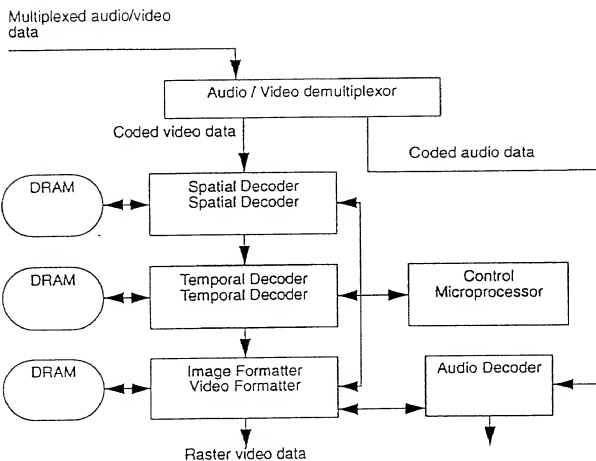 Multiplexed audio/video
data
Audio / Video demultiplexor
Coded video data
Coded audio data
DRAM
Spatial Decoder
Spatial Decoder
DRAM
Temporal Decoder
Temporal Decoder
Control
Microprocessor
DRAM
Image Formatter
Video Formatter
Audio Decoder
Raster video data